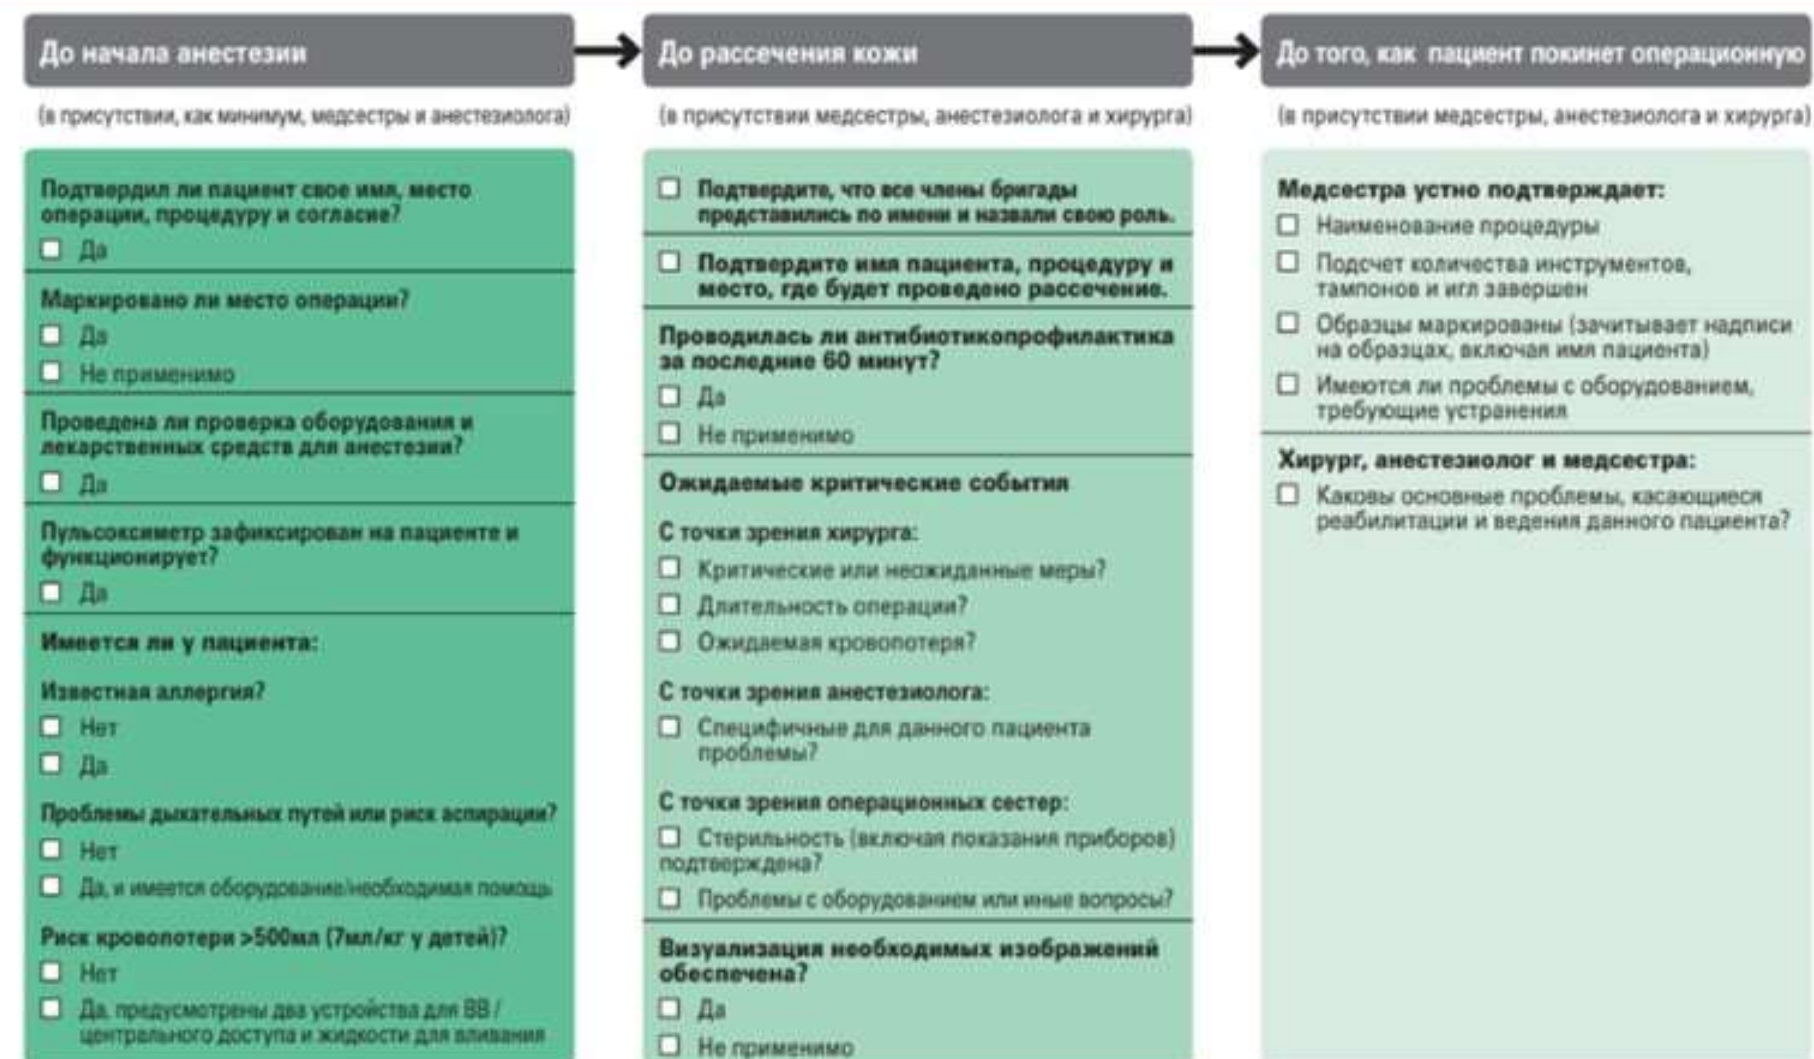 До начала анестезии
(в присутствии, как минимум, медсестры и анестезиолога)
Подтвердил ли пациент свое имя, место
операции, процедуру и согласие?
Да
Маркировано ли место операции?
Да
Не применимо
Проведена ли проверка оборудования и
лекарственных средств для анестезии?
Да
Пульсоксиметр зафиксирован на пациенте и
функционирует?
Да
Имеется ли у пациента:
Известная аллергия?
Нет
Да
Проблемы дыхательных путей или риск аспирации?
Нет
Да, и имеется оборудование/необходимая помощь
Риск кровопотери >500мл (7мл/кг у детей)?
Нет
Да, предусмотрены два устройства для ВВ /
центрального доступа и жидкости для вливания
До рассечения кожи
(в присутствии медсестры, анестезиолога и хирурга)
Подтвердите, что все члены бригады
представились по имени и назвали свою роль.
Подтвердите имя пациента, процедуру и
место, где будет проведено рассечение.
Проводилась ли антибиотикопрофилактика
за последние 60 минут?
Да
Не применимо
Ожидаемые критические события
С точки зрения хирурга:
Критические или неожиданные меры?
Длительность операции?
Ожидаемая кровопотеря?
С точки зрения анестезиолога:
Специфичные для данного пациента
проблемы?
С точки зрения операционных сестер:
Стерильность (включая показания приборов)
подтверждена?
Проблемы с оборудованием или иные вопросы?
Визуализация необходимых изображений
обеспечена?
Да
Не применимо
До того, как пациент покинет операционную
(в присутствии медсестры, анестезиолога и хирурга)
Медсестра устно подтверждает:
Наименование процедуры
Подсчет количества инструментов,
тампонов и игл завершен
Образцы маркированы (зачитывает надписи
на образцах, включая имя пациента)
Имеются ли проблемы с оборудованием,
требующие устранения
Хирург, анестезиолог и медсестра:
Каковы основные проблемы, касающиеся
реабилитации и ведения данного пациента?